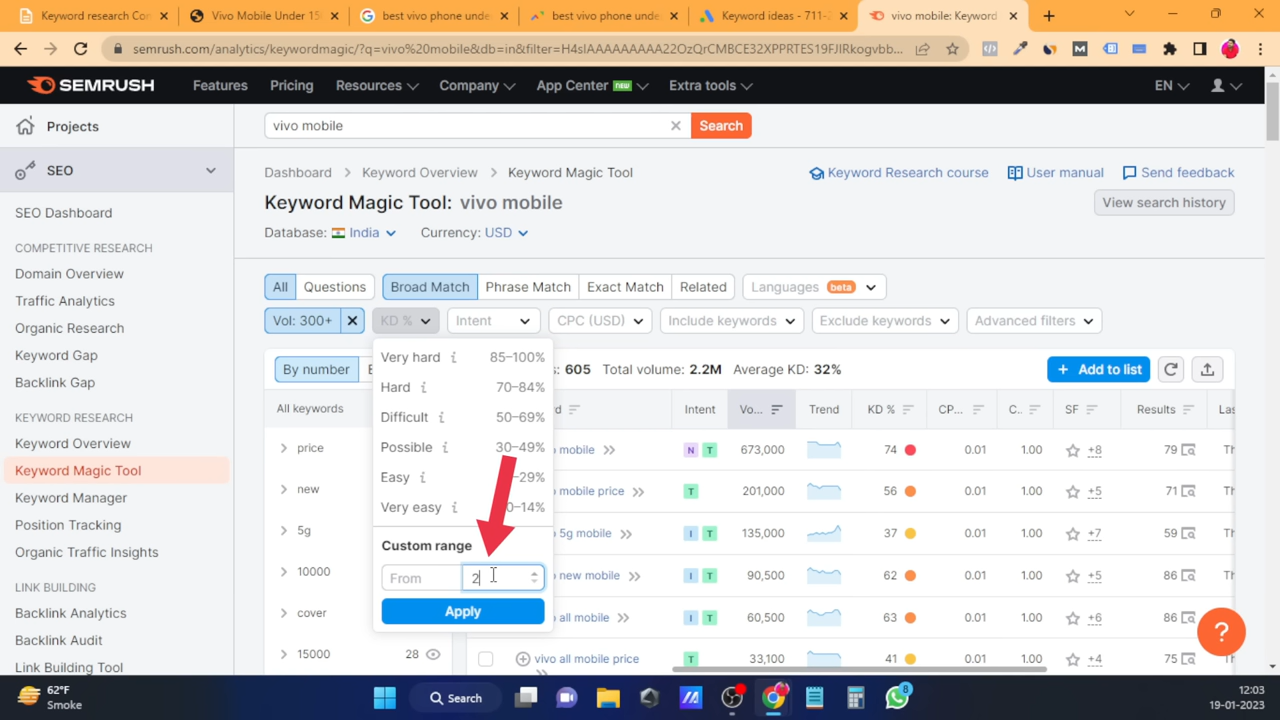 Keyword research Con
Vivo Mobile Under 15
best vivo phone unde
best vivo phone unde
Keyword ideas - 711-2
vivo mobile: Keyword
semrush.com/analytics/keywordmagic/?q=vivo%20mobile&db=in&filter=H4sIAAAAAAAA22OzQrCMBCE32XPPRTES19FJIRkogvbb...
SEMRUSH Features Pricing Resources Company App Center new Extra tools EN
Projects
vivo mobile Search
SEO
Dashboard > Keyword Overview > Keyword Magic Tool
Keyword Research course User manual Send feedback
Keyword Magic Tool: vivo mobile
View search history
SEO Dashboard
Database: India Currency: USD
COMPETITIVE RESEARCH
Domain Overview
All Questions Broad Match Phrase Match Exact Match Related Languages beta
Traffic Analytics
Organic Research
Vol: 300+ KD % Intent CPC (USD) Include keywords Exclude keywords Advanced filters
Keyword Gap
Backlink Gap
Very hard i 85–100%
Hard i 70–84%
Difficult i 50–69%
Possible i 30–49%
Easy i –29%
Very easy i 0–14%
Custom range
From 2
Apply
By number
605 Total volume: 2.2M Average KD: 32%
+ Add to list
KEYWORD RESEARCH
Keyword Overview
Keyword Magic Tool
Keyword Manager
Position Tracking
Organic Traffic Insights
LINK BUILDING
Backlink Analytics
Backlink Audit
Link Building Tool
All keywords
price
new
5g
10000
cover
15000 28
Intent Vo... Trend KD % CP... C.. SF Results Las
mobile N T 673,000 74 0.01 1.00 +8 79
mobile price T 201,000 56 0.01 1.00 +5 71
5g mobile I T 135,000 37 0.01 1.00 +7 59
new mobile I T 90,500 62 0.01 1.00 +5 86
all mobile I T 60,500 63 0.01 1.00 +6 86
vivo all mobile price T 33,100 41 0.01 1.00 +4 75
?
62°F
Smoke
Search
8
12:03
19-01-2023